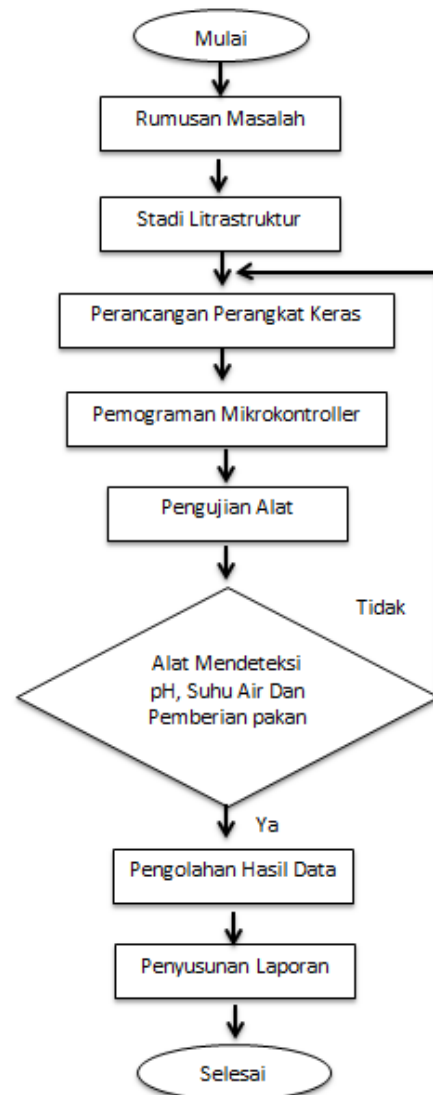 Mulai
Rumusan Masalah
Stadi Litrastruktur
Perancangan Perangkat Keras
Pemograman Mikrokontroller
Pengujian Alat
Tidak
Alat Mendeteksi
pH, Suhu Air Dan
Pemberian pakan
Ya
Pengolahan Hasil Data
Penyusunan Laporan
Selesai